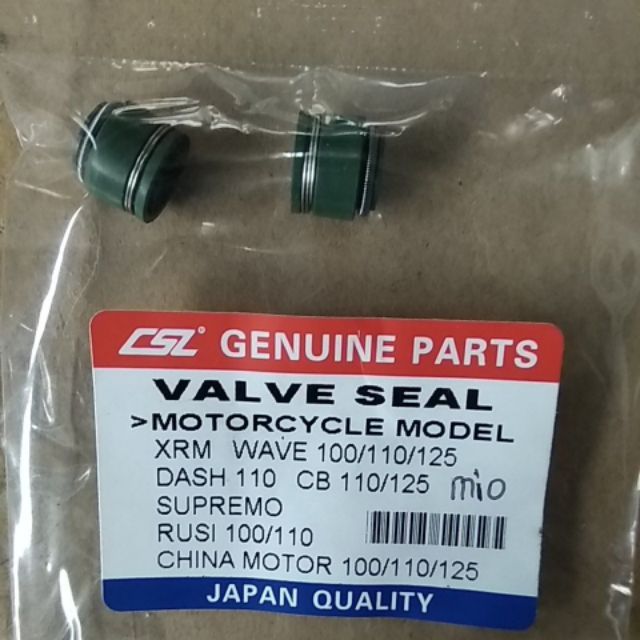 CSL® GENUINE PARTS
VALVE SEAL
>MOTORCYCLE MODEL
XRM WAVE 100/110/125
DASH 110 CB 110/125 mio
SUPREMO
RUSI 100/110
CHINA MOTOR 100/110/125
JAPAN QUALITY